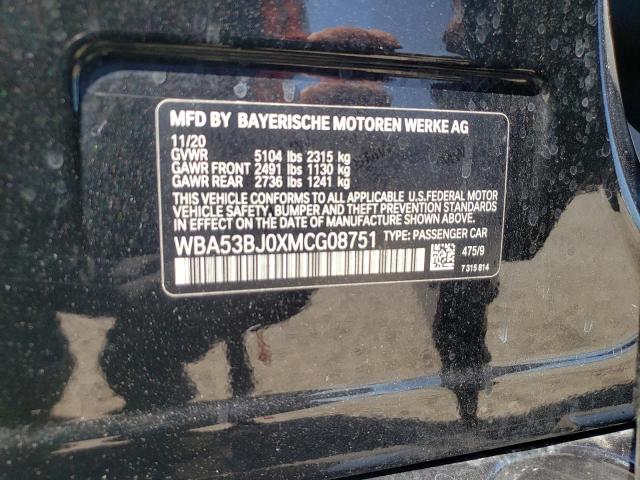 MFD BY BAYERISCHE MOTOREN WERKE AG
11/20
GVWR 5104 lbs 2315 kg
GAWR FRONT 2491 lbs 1130 kg
GAWR REAR 2736 lbs 1241 kg
THIS VEHICLE CONFORMS TO ALL APPLICABLE U.S.FEDERAL MOTOR
VEHICLE SAFETY, BUMPER AND THEFT PREVENTION STANDARDS
IN EFFECT ON THE DATE OF MANUFACTURE SHOWN ABOVE.
WBA53BJ0XMCG08751 TYPE: PASSENGER CAR
475/9
7 315 814